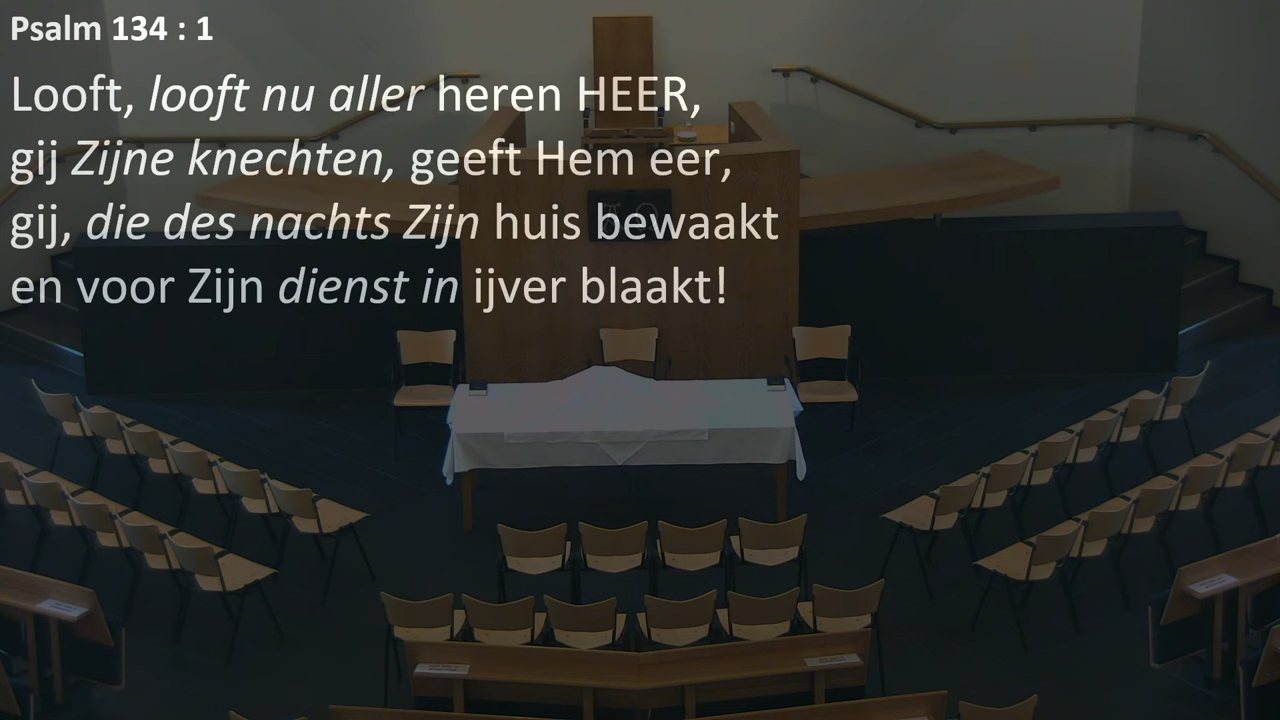 Psalm 134 : 1
Looft, looft nu aller heren HEER,
gij Zijne knechten, geeft Hem eer,
gij, die des nachts Zijn huis bewaakt
en voor Zijn dienst in ijver blaakt!